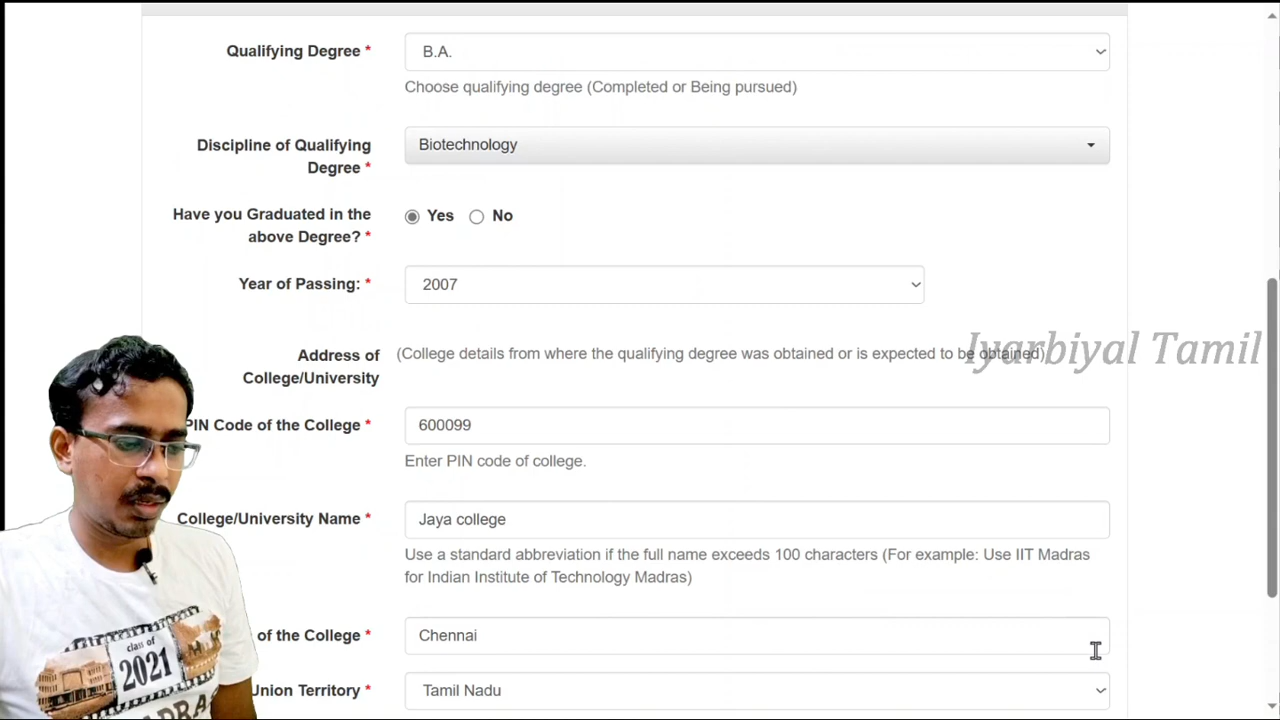 Qualifying Degree *
B.A.
Choose qualifying degree (Completed or Being pursued)
Discipline of Qualifying
Degree *
Biotechnology
Have you Graduated in the
above Degree? *
Yes
No
Year of Passing: *
2007
Iyarbiyal Tamil
Address of
College/University
(College details from where the qualifying degree was obtained or is expected to be obtained)
PIN Code of the College *
600099
Enter PIN code of college.
College/University Name *
Jaya college
Use a standard abbreviation if the full name exceeds 100 characters (For example: Use IIT Madras
for Indian Institute of Technology Madras)
of the College *
Chennai
Union Territory *
Tamil Nadu
class of
2021